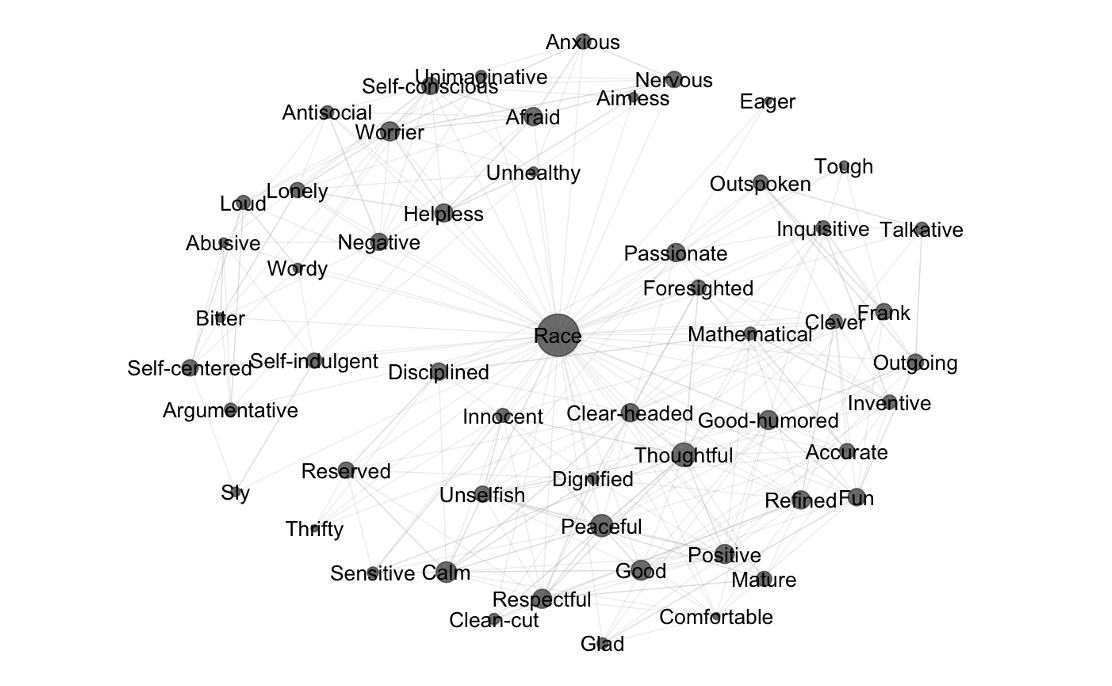 Anxious
Unimaginative
Self-conscious
Nervous
Aimless
Eager
Antisocial
Afraid
Worrier
Tough
Unhealthy
Outspoken
Lonely
Loud
Helpless
Inquisitive
Talkative
Abusive
Negative
Passionate
Wordy
Foresighted
Bitter
Frank
Clever
Race
Mathematical
Self-centered
Self-indulgent
Outgoing
Disciplined
Argumentative
Innocent
Clear-headed
Inventive
Good-humored
Thoughtful
Accurate
Reserved
Dignified
Sly
Unselfish
Refined
Fun
Thrifty
Peaceful
Positive
Sensitive
Calm
Good
Mature
Respectful
Clean-cut
Comfortable
Glad